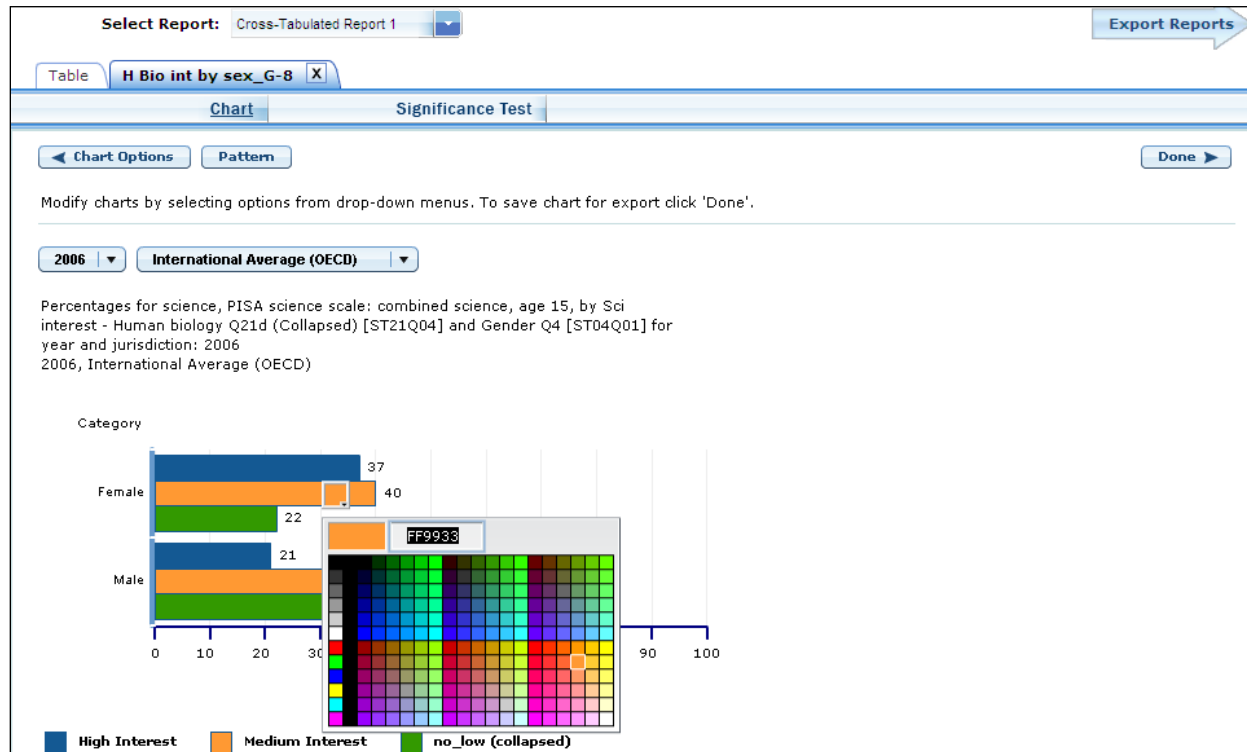 Select Report: Cross-Tabulated Report 1
Export Reports
Table
H Bio int by sex_G-8 X
Chart
Significance Test
Chart Options
Pattern
Done
Modify charts by selecting options from drop-down menus. To save chart for export click 'Done'.
2006
International Average (OECD)
Percentages for science, PISA science scale: combined science, age 15, by Sci
interest - Human biology Q21d (Collapsed) [ST21Q04] and Gender Q4 [ST04Q01] for
year and jurisdiction: 2006
2006, International Average (OECD)
Category
37
Female
40
22
FF9933
21
Male
0 10 20 30 90 100
High Interest
Medium Interest
no_low (collapsed)